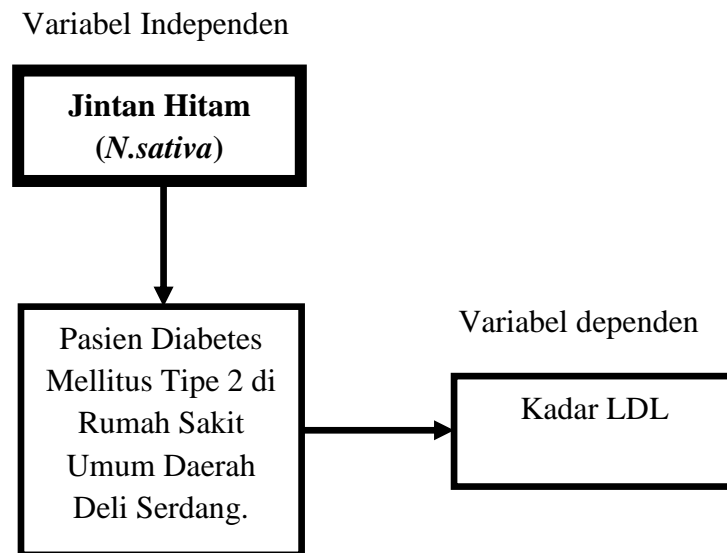 Variabel Independen
Jintan Hitam
(N.sativa)
Pasien Diabetes
Mellitus Tipe 2 di
Rumah Sakit
Umum Daerah
Deli Serdang.
Variabel dependen
Kadar LDL